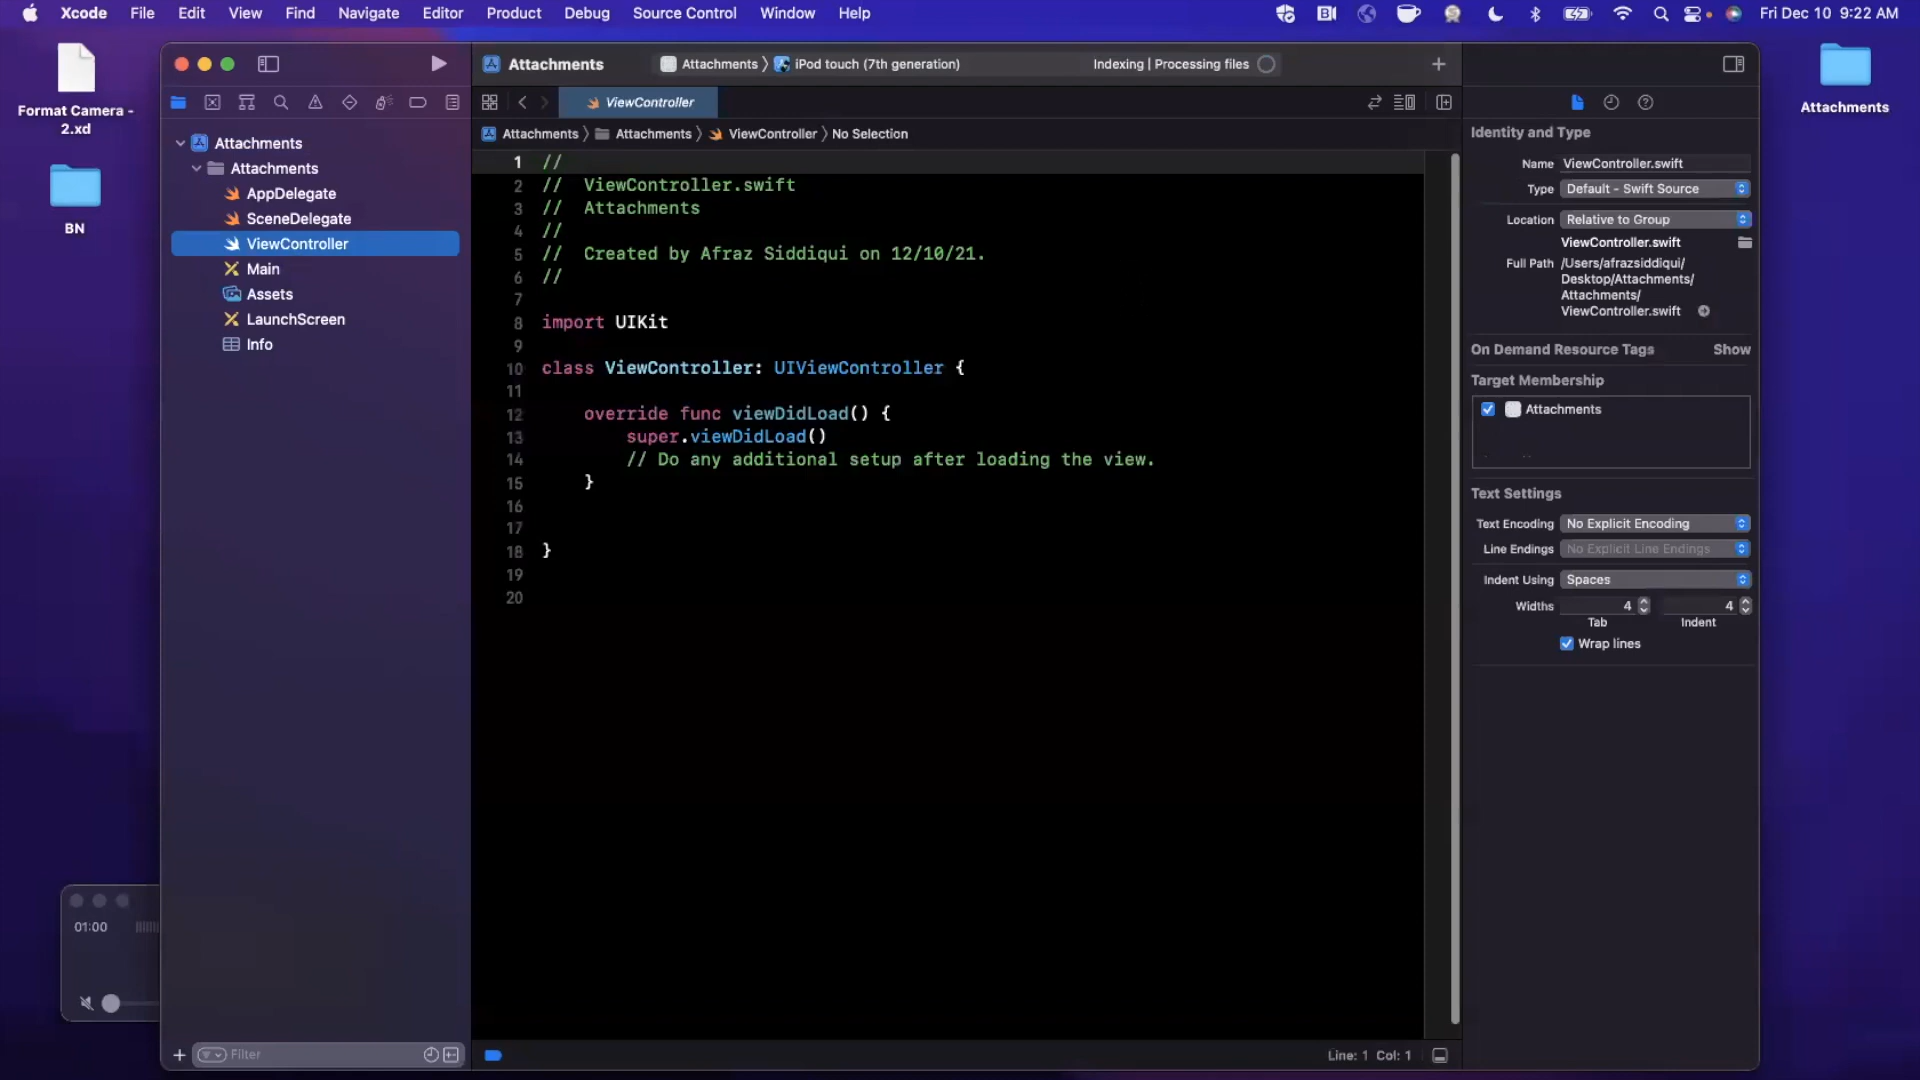 Xcode File Edit View Find Navigate Editor Product Debug Source Control Window Help
Fri Dec 10 9:22 AM
Format Camera -
2.xd
BN
Attachments
01:00
Attachments
Attachments
AppDelegate
SceneDelegate
ViewController
Main
Assets
LaunchScreen
Info
Filter
Attachments
Attachments 〉 iPod touch (7th generation)
Indexing | Processing files
ViewController
Attachments 〉 Attachments 〉 ViewController 〉 No Selection
1 //
2 // ViewController.swift
3 // Attachments
4 //
5 // Created by Afraz Siddiqui on 12/10/21.
6 //
7
8 import UIKit
9
10 class ViewController: UIViewController {
11
12 override func viewDidLoad() {
13 super.viewDidLoad()
14 // Do any additional setup after loading the view.
15 }
16
17
18 }
19
20
Line: 1 Col: 1
Identity and Type
Name ViewController.swift
Type Default - Swift Source
Location Relative to Group
ViewController.swift
Full Path /Users/afrazsiddiqui/
Desktop/Attachments/
Attachments/
ViewController.swift
On Demand Resource Tags Show
Target Membership
Attachments
Text Settings
Text Encoding No Explicit Encoding
Line Endings No Explicit Line Endings
Indent Using Spaces
Widths 4 4
Tab Indent
Wrap lines